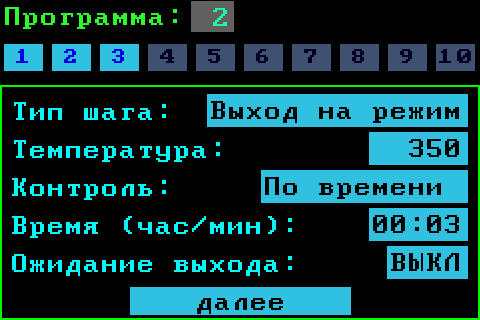 Программа: 2
1 2 3 4 5 6 7 8 9 10
Тип шага: Выход на режим
Температура: 350
Контроль: По времени
Время (час/мин): 00:03
Ожидание выхода: ВЫКЛ
далее